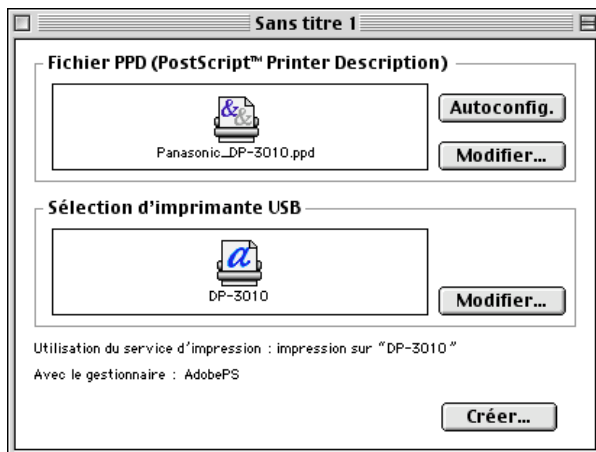 Sans titre 1
Fichier PPD (PostScript™ Printer Description)
&&
Panasonic_DP-3010.ppd
Autoconfig.
Modifier...
Sélection d'imprimante USB
a
DP-3010
Modifier...
Utilisation du service d'impression : impression sur “DP-3010”
Avec le gestionnaire : AdobePS
Créer...